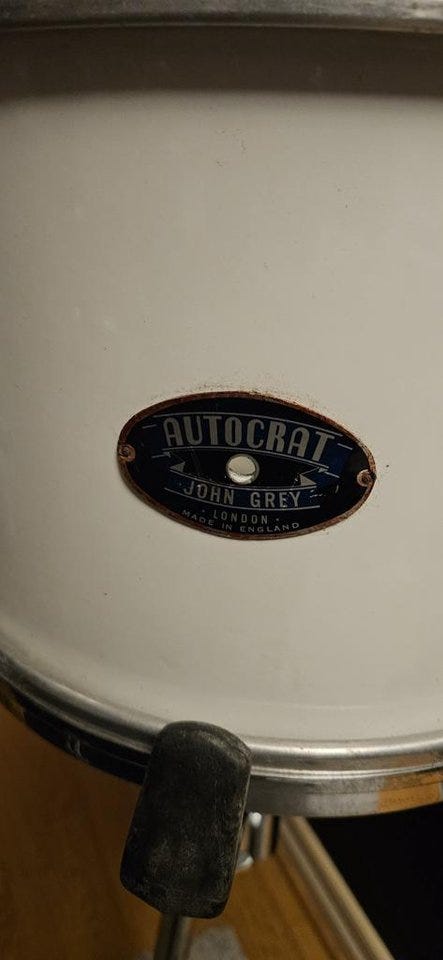 AUTOCRAT
JOHN GREY
· LONDON ·
MADE IN ENGLAND